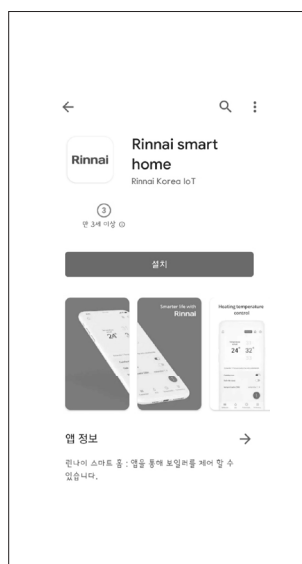 Rinnai
Rinnai smart
home
Rinnai Korea IoT
3
만 3세 이상
설치
Smarter life with
Rinnai
Heating temperature
control
24°
32°
앱 정보
린나이 스마트 홈 : 앱을 통해 보일러를 제어 할 수
있습니다.